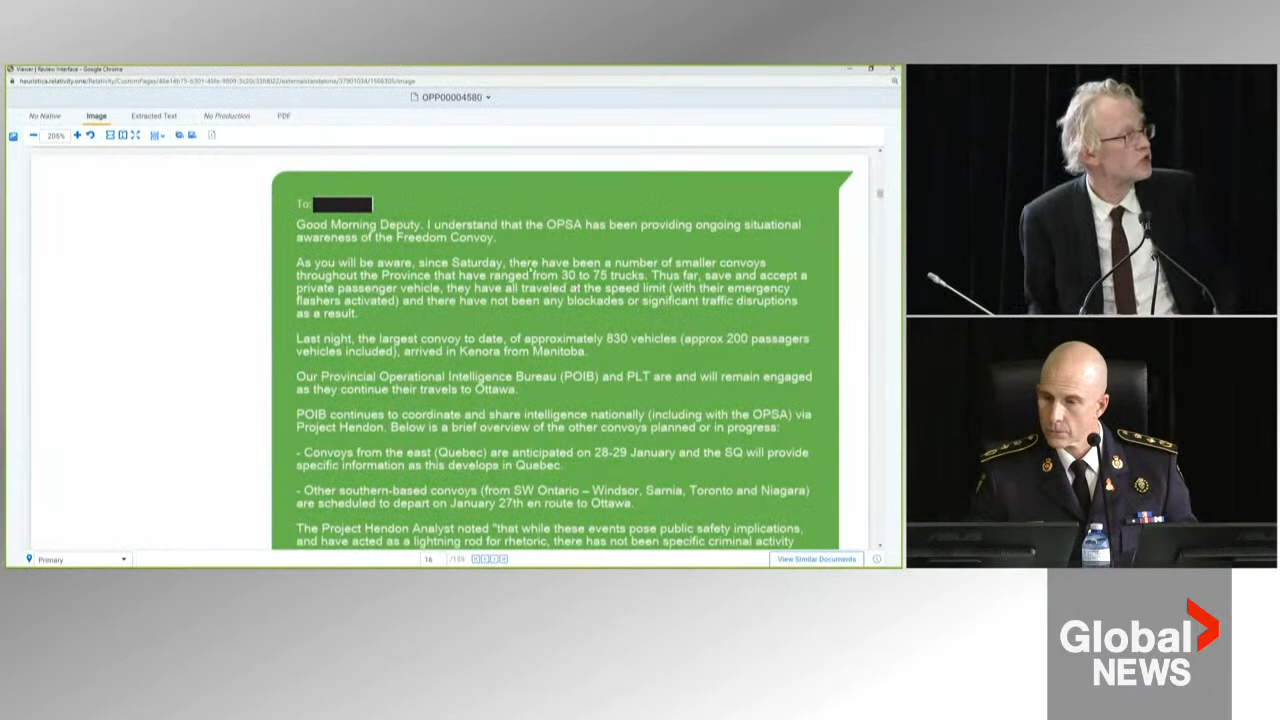 Viewer | Review Interface - Google Chrome
OPP00004580
No Native Image Extracted Text No Production PDF
205%
To:
Good Morning Deputy. I understand that the OPSA has been providing ongoing situational
awareness of the Freedom Convoy.
As you will be aware, since Saturday, there have been a number of smaller convoys
throughout the Province that have ranged from 30 to 75 trucks. Thus far, save and accept a
private passenger vehicle, they have all traveled at the speed limit (with their emergency
flashers activated) and there have not been any blockades or significant traffic disruptions
as a result.
Last night, the largest convoy to date, of approximately 830 vehicles (approx 200 passagers
vehicles included), arrived in Kenora from Manitoba.
Our Provincial Operational Intelligence Bureau (POIB) and PLT are and will remain engaged
as they continue their travels to Ottawa.
POIB continues to coordinate and share intelligence nationally (including with the OPSA) via
Project Hendon. Below is a brief overview of the other convoys planned or in progress:
- Convoys from the east (Quebec) are anticipated on 28-29 January and the SQ will provide
specific information as this develops in Quebec.
- Other southern-based convoys (from SW Ontario – Windsor, Sarnia, Toronto and Niagara)
are scheduled to depart on January 27th en route to Ottawa.
The Project Hendon Analyst noted "that while these events pose public safety implications,
and have acted as a lightning rod for rhetoric, there has not been specific criminal activity
Primary 16 /159 View Similar Documents
Global
NEWS